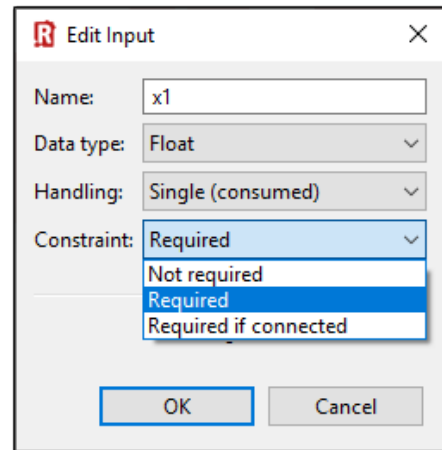 R Edit Input
Name: x1
Data type: Float
Handling: Single (consumed)
Constraint: Required
Not required
Required
Required if connected
OK Cancel